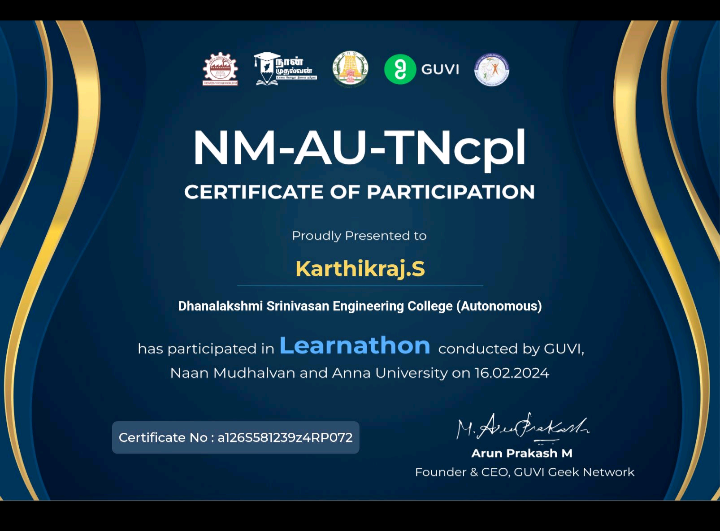 நான்
முதல்வன்
GUVI
NM-AU-TNcpl
CERTIFICATE OF PARTICIPATION
Proudly Presented to
Karthikraj.S
Dhanalakshmi Srinivasan Engineering College (Autonomous)
has participated in Learnathon conducted by GUVI,
Naan Mudhalvan and Anna University on 16.02.2024
Certificate No : a126S581239z4RP072
M. Arun Prakash
Arun Prakash M
Founder & CEO, GUVI Geek Network